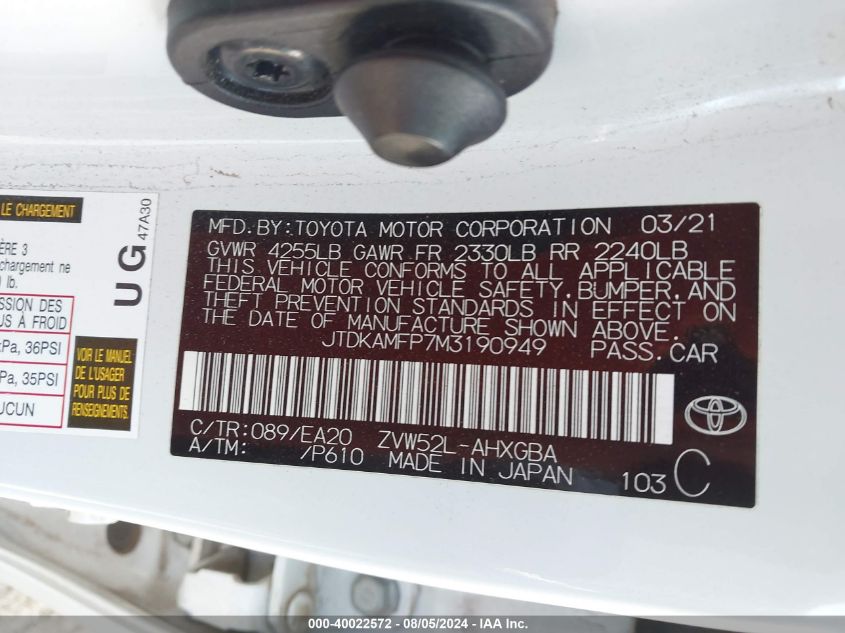 LE CHARGEMENT
ÈRE 3
chargement ne
lb.
SSION DES
US À FROID
kPa, 36PSI
Pa, 35PSI
UCUN
VOIR LE MANUEL
DE L'USAGER
POUR PLUS DE
RENSEIGNEMENTS.
UG
47A30
MFD. BY: TOYOTA MOTOR CORPORATION 03/21
GVWR 4255LB GAWR FR 2330LB RR 2240LB
THIS VEHICLE CONFORMS TO ALL APPLICABLE
FEDERAL MOTOR VEHICLE SAFETY, BUMPER, AND
THEFT PREVENTION STANDARDS IN EFFECT ON
THE DATE OF MANUFACTURE SHOWN ABOVE.
JTDKAMFP7M3190949 PASS. CAR
C/TR: 089/EA20 ZVW52L-AHXGBA
A/TM: /P610 MADE IN JAPAN
103 C
TOYOTA
000-40022572 - 08/05/2024 - IAA, Inc.